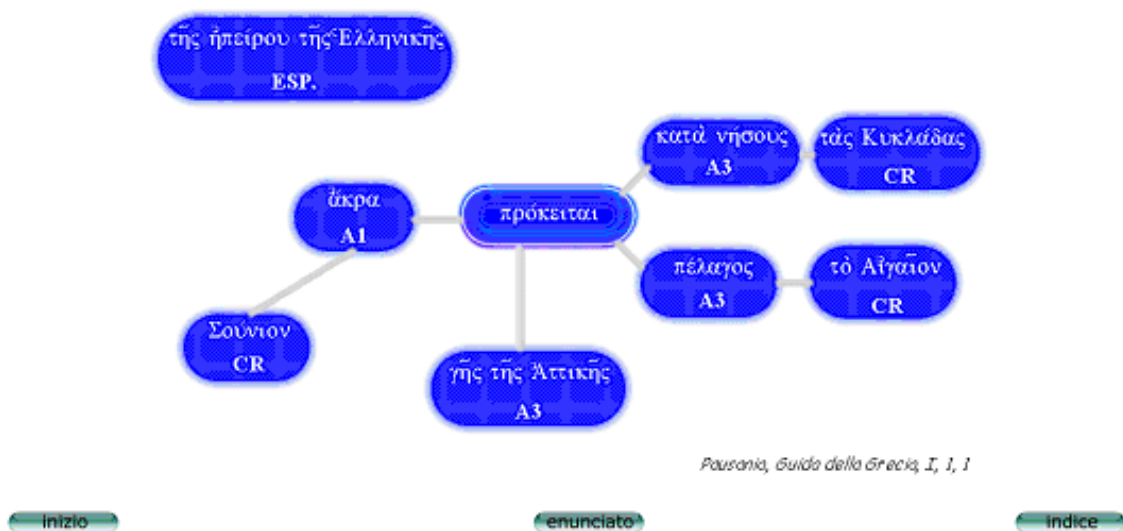 τῆς ἠπείρου τῆς Ἑλληνικῆς
ESP.
κατὰ νήσους
A3
τὰς Κυκλάδας
CR
ἄκρα
A1
πρόκειται
πέλαγος
A3
τὸ Αἰγαῖον
CR
Σούνιον
CR
γῆς τῆς Ἀττικῆς
A3
Pausania, Guida della Grecia, I, 1, 1
inizio
enunciato
indice